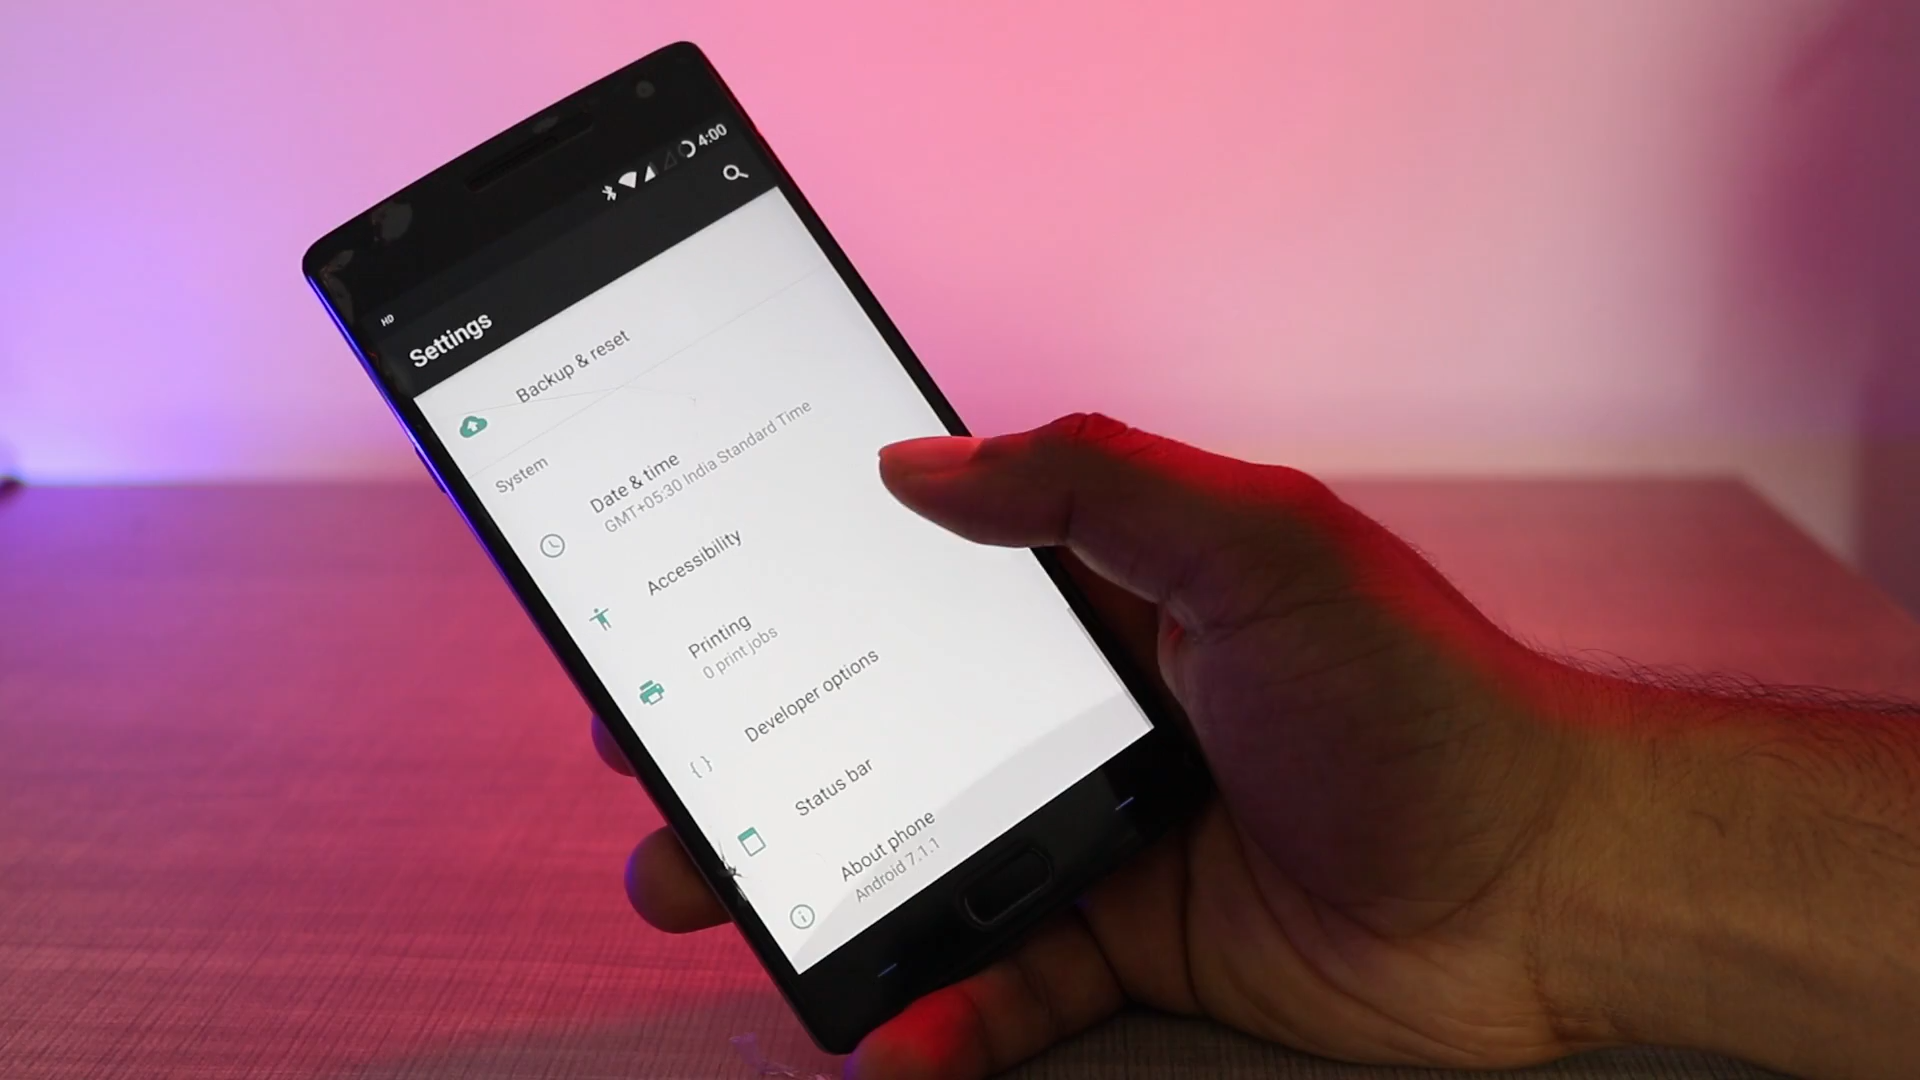 4:00
HD
Settings
Backup & reset
System
Date & time
GMT+05:30 India Standard Time
Accessibility
Printing
0 print jobs
Developer options
Status bar
About phone
Android 7.1.1